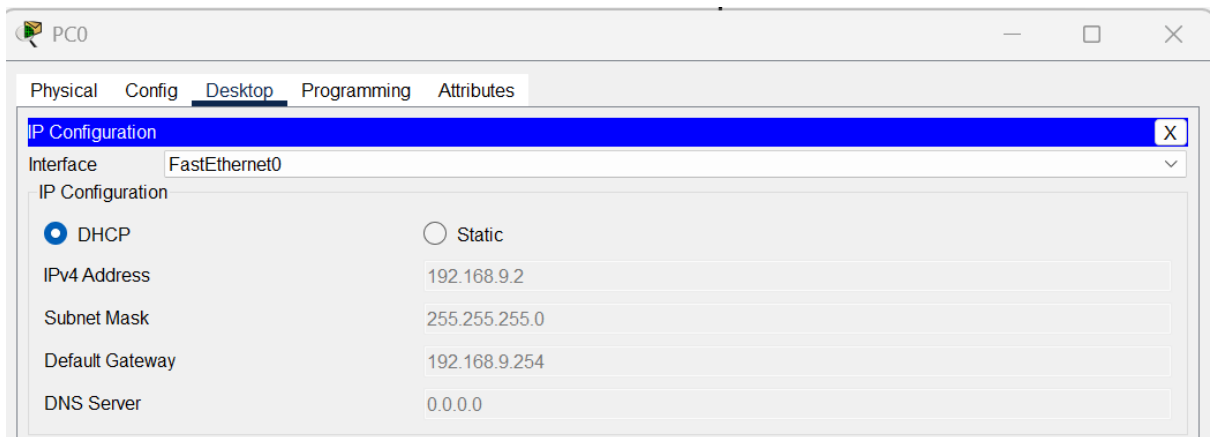 PC0
Physical Config Desktop Programming Attributes
IP Configuration X
Interface FastEthernet0
IP Configuration
DHCP Static
IPv4 Address 192.168.9.2
Subnet Mask 255.255.255.0
Default Gateway 192.168.9.254
DNS Server 0.0.0.0